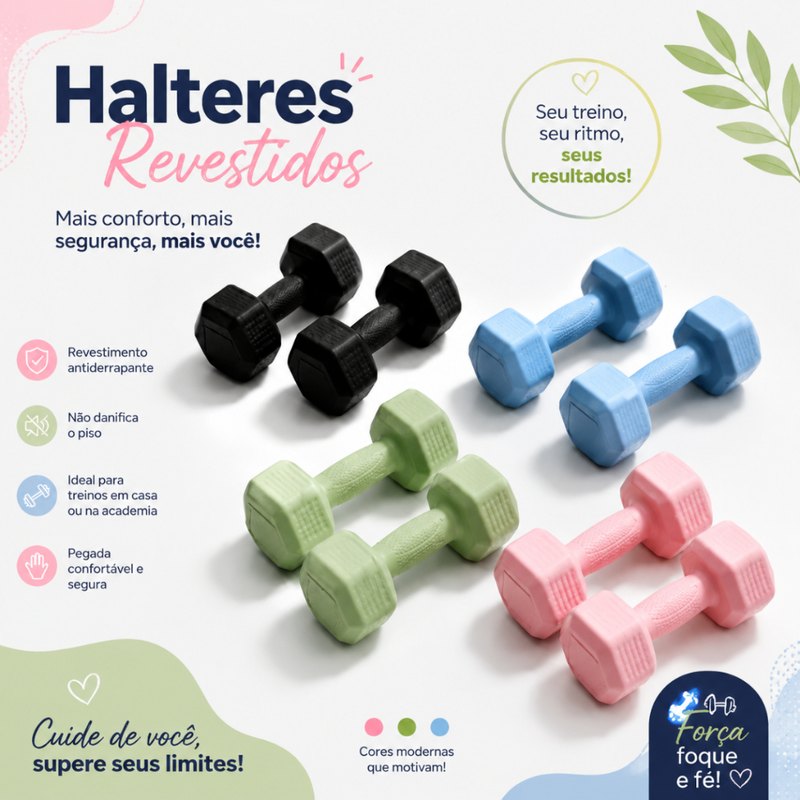 Halteres
Revestidos
Mais conforto, mais
segurança, mais você!
Seu treino,
seu ritmo,
seus
resultados!
Revestimento
antiderrapante
Não danifica
o piso
Ideal para
treinos em casa
ou na academia
Pegada
confortável e
segura
Cuide de você,
supere seus limites!
Cores modernas
que motivam!
Força
foque
e fé!